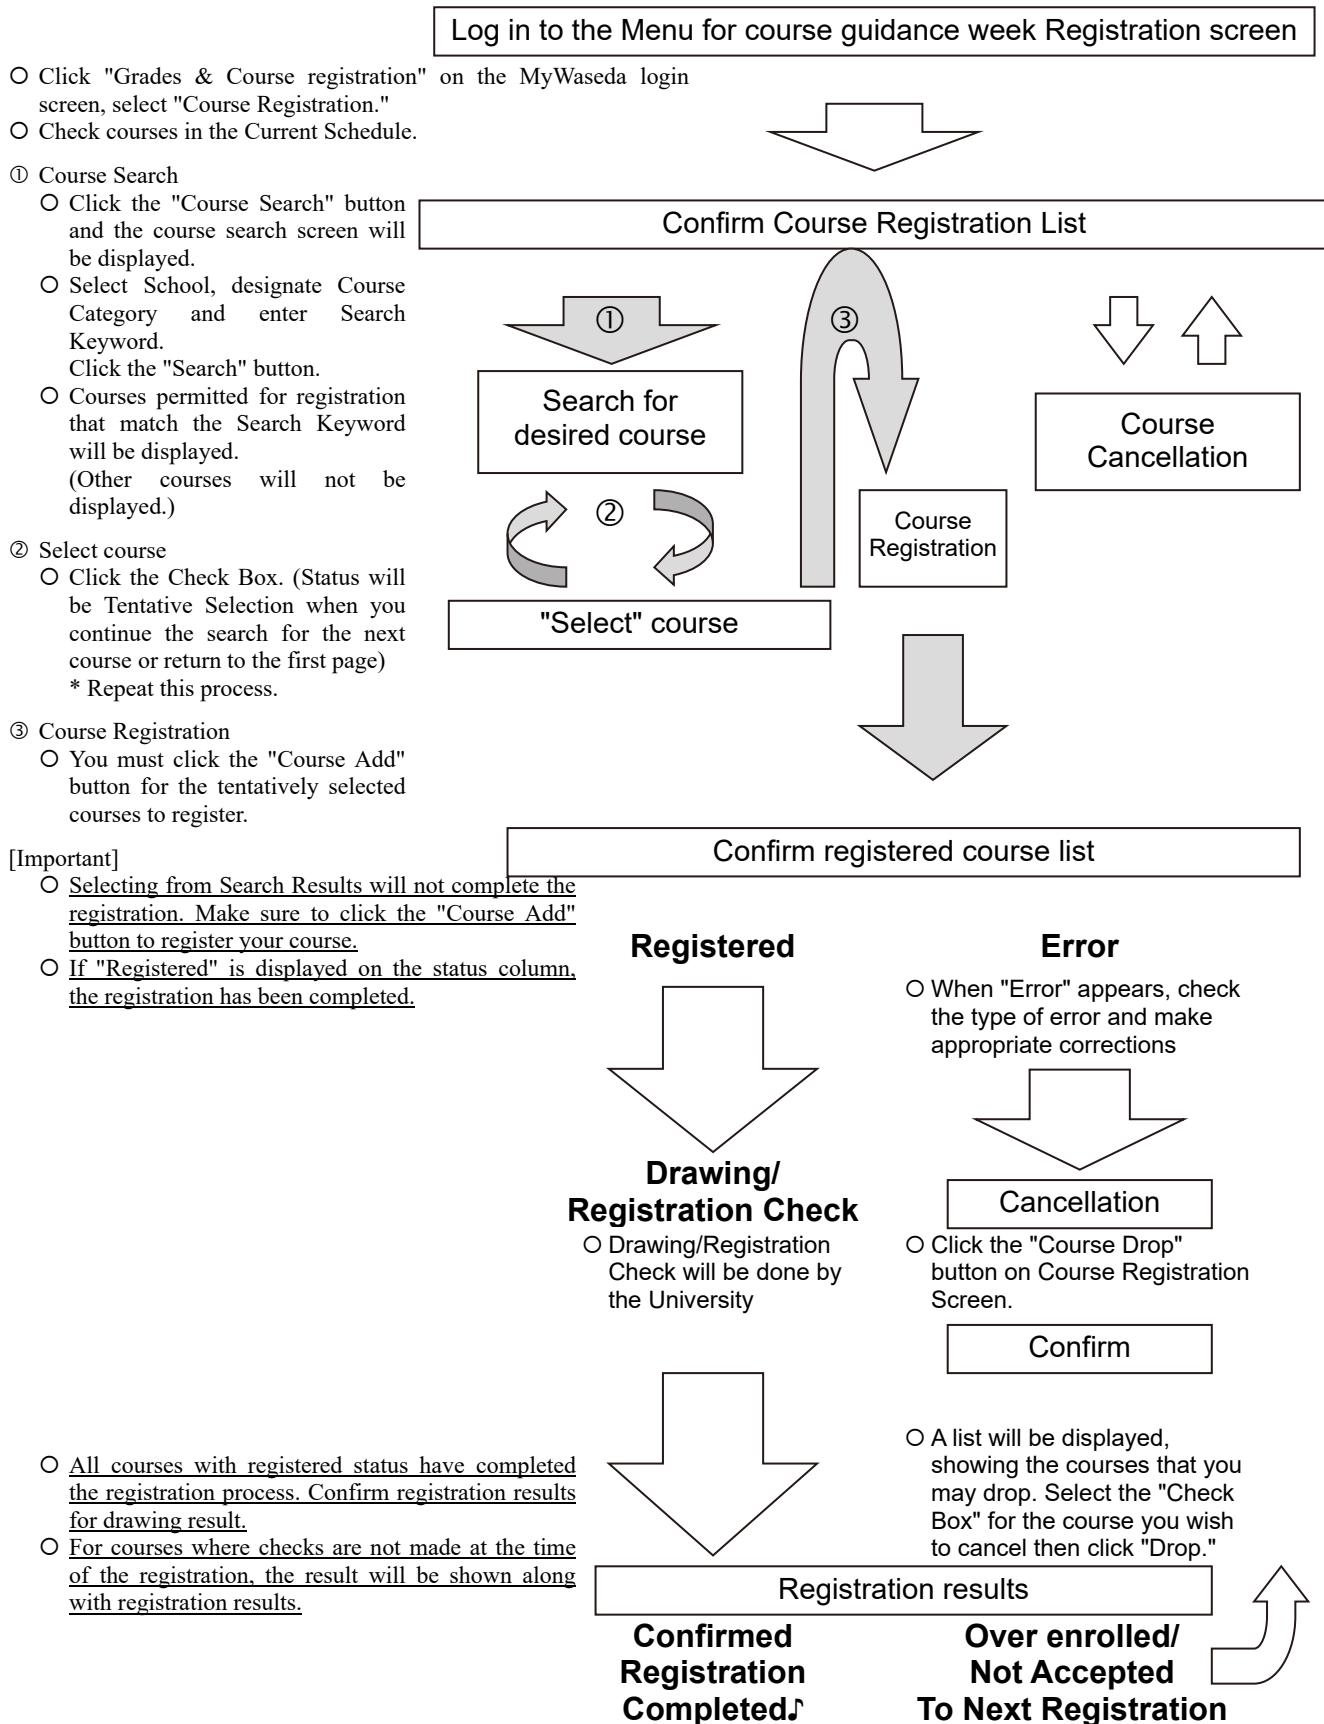 Log in to the Menu for course guidance week Registration screen
○ Click "Grades & Course registration" on the MyWaseda login
screen, select "Course Registration."
○ Check courses in the Current Schedule.
① Course Search
○ Click the "Course Search" button
and the course search screen will
be displayed.
○ Select School, designate Course
Category and enter Search
Keyword.
Click the "Search" button.
○ Courses permitted for registration
that match the Search Keyword
will be displayed.
(Other courses will not be
displayed.)
② Select course
○ Click the Check Box. (Status will
be Tentative Selection when you
continue the search for the next
course or return to the first page)
* Repeat this process.
③ Course Registration
○ You must click the "Course Add"
button for the tentatively selected
courses to register.
[Important]
○ Selecting from Search Results will not complete the
registration. Make sure to click the "Course Add"
button to register your course.
○ If "Registered" is displayed on the status column,
the registration has been completed.
○ All courses with registered status have completed
the registration process. Confirm registration results
for drawing result.
○ For courses where checks are not made at the time
of the registration, the result will be shown along
with registration results.
Confirm Course Registration List
①
③
Search for
desired course
Course
Cancellation
②
Course
Registration
"Select" course
Confirm registered course list
Registered
Drawing/
Registration Check
○ Drawing/Registration
Check will be done by
the University
Error
○ When "Error" appears, check
the type of error and make
appropriate corrections
Cancellation
○ Click the "Course Drop"
button on Course Registration
Screen.
Confirm
○ A list will be displayed,
showing the courses that you
may drop. Select the "Check
Box" for the course you wish
to cancel then click "Drop."
Registration results
Confirmed
Registration
Completed♪
Over enrolled/
Not Accepted
To Next Registration